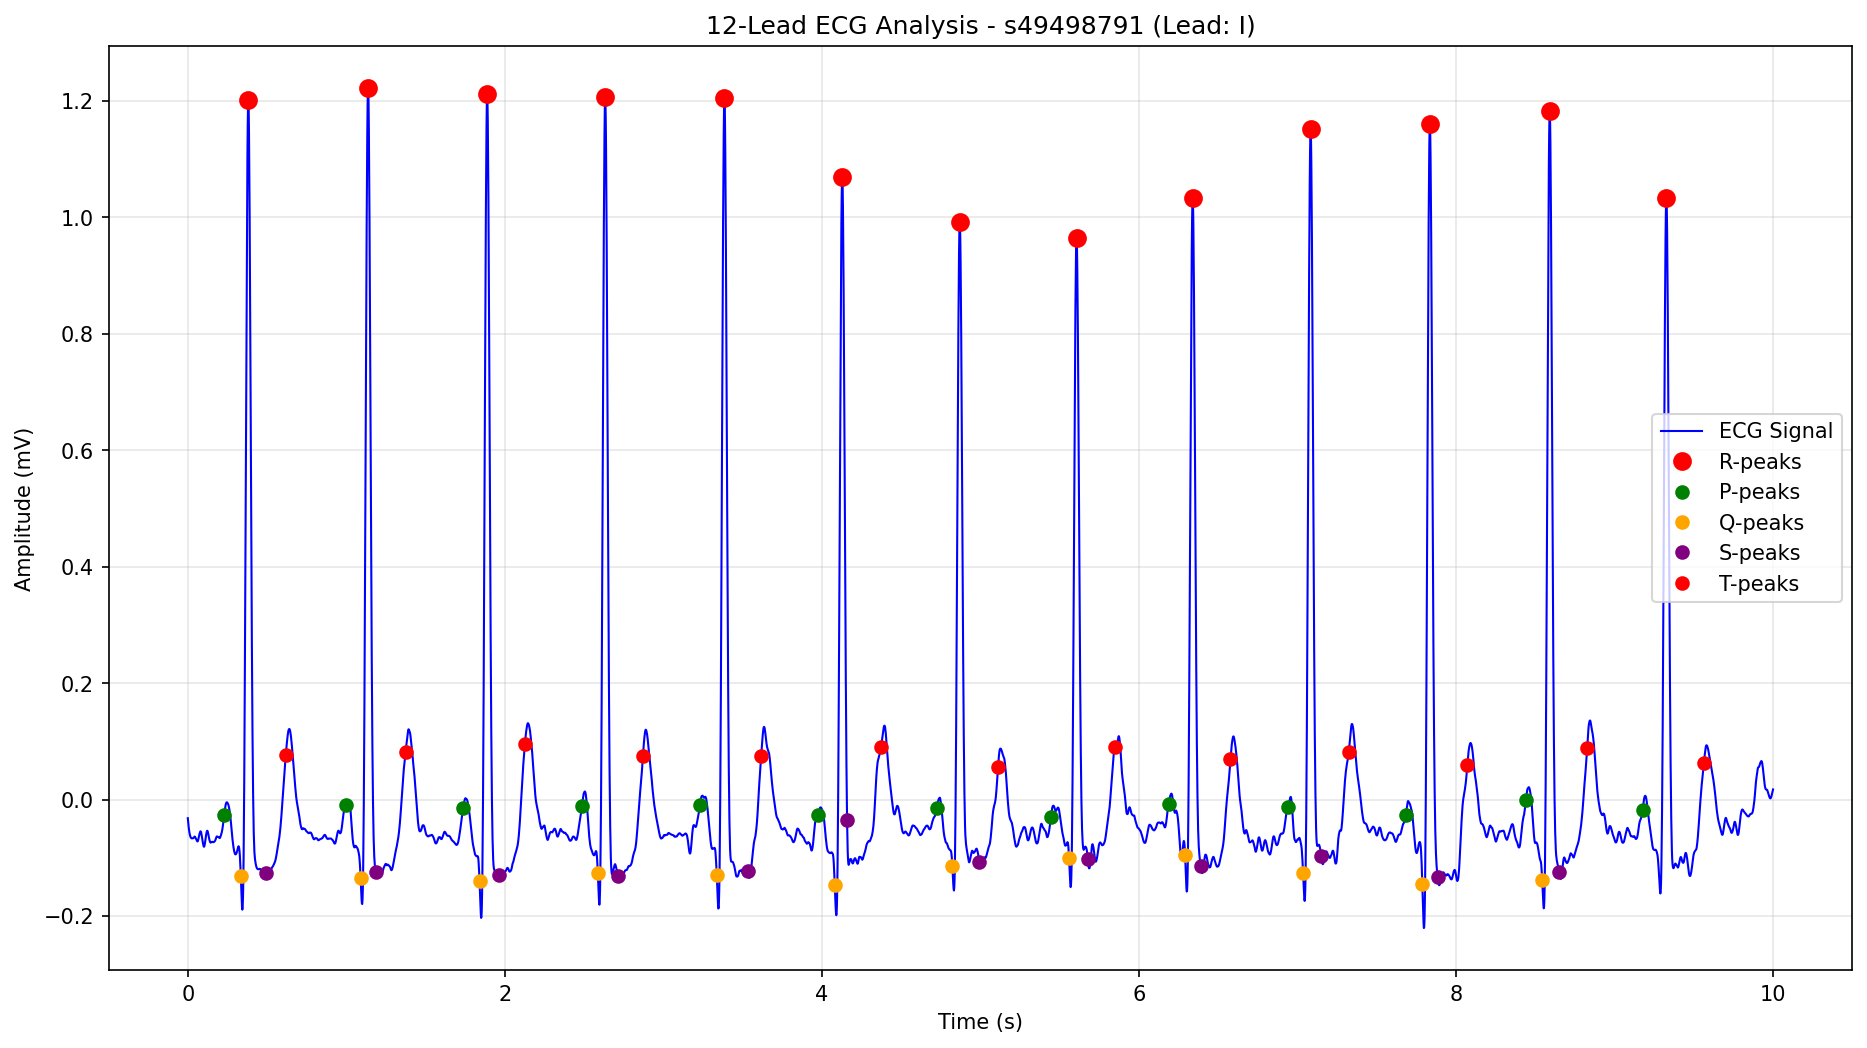 12-Lead ECG Analysis - s49498791 (Lead: I)
Amplitude (mV)
1.2
1.0
0.8
0.6
0.4
0.2
0.0
−0.2
ECG Signal
R-peaks
P-peaks
Q-peaks
S-peaks
T-peaks
0 2 4 6 8 10
Time (s)